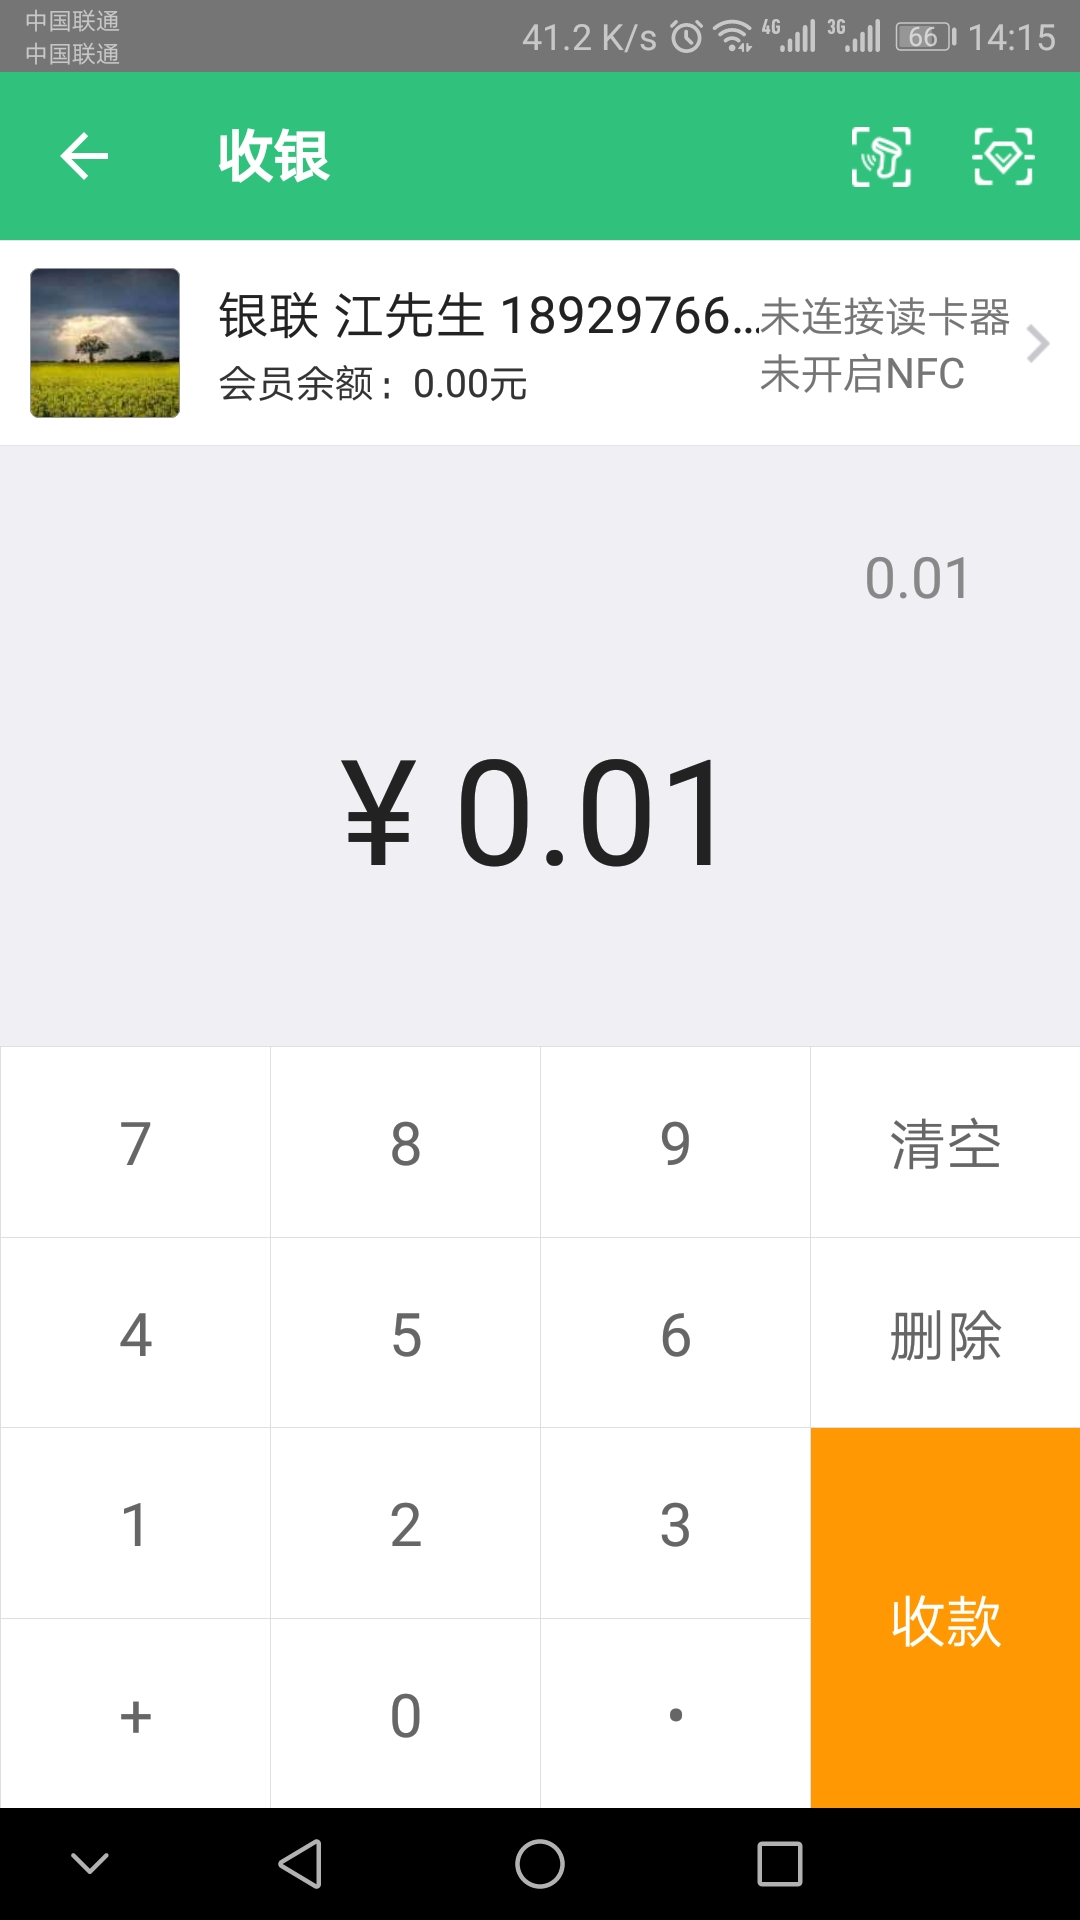 中国联通
中国联通
41.2 K/s 4G 3G 66 14:15
收银
银联 江先生 18929766...
未连接读卡器
会员余额：0.00元
未开启NFC
0.01
¥ 0.01
7 8 9 清空
4 5 6 删除
1 2 3
收款
+ 0 ·